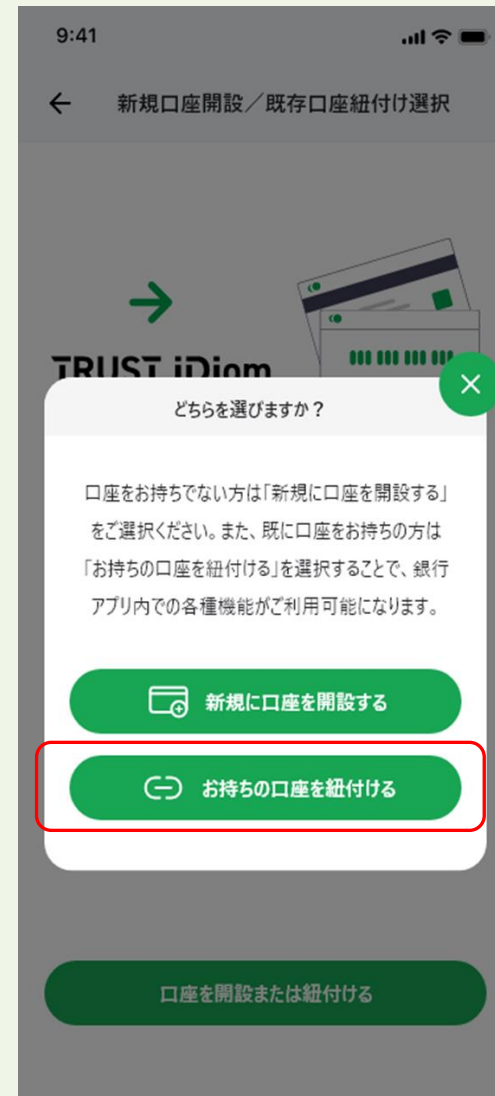 9:41
新規口座開設／既存口座紐付け選択
TRUST iDiom
どちらを選びますか？
口座をお持ちでない方は「新規に口座を開設する」
をご選択ください。また、既に口座をお持ちの方は
「お持ちの口座を紐付ける」を選択することで、銀行
アプリ内での各種機能がご利用可能になります。
新規に口座を開設する
お持ちの口座を紐付ける
口座を開設または紐付ける